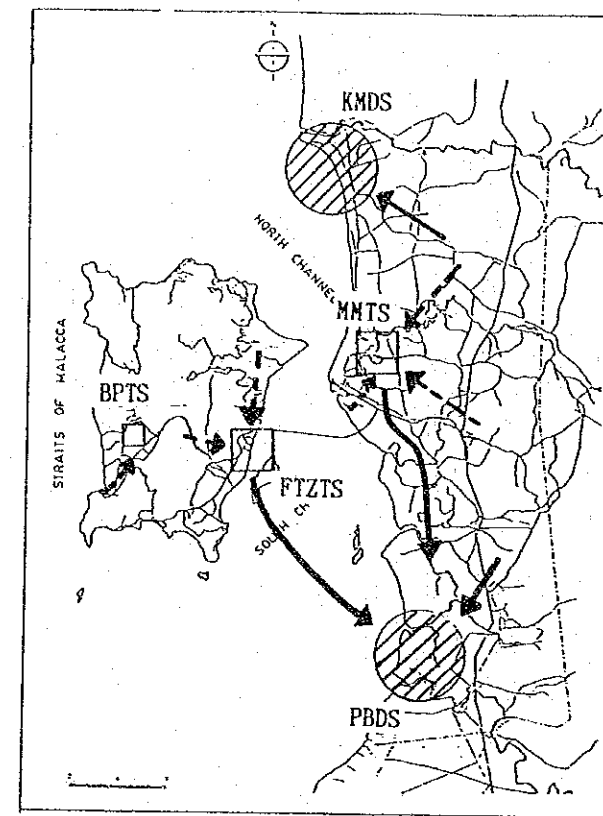 KMDS
NORTH CHANNEL
MMTS
STRAITS OF MALACCA
BPTS
FTZTS
SOUTH CH
PBDS